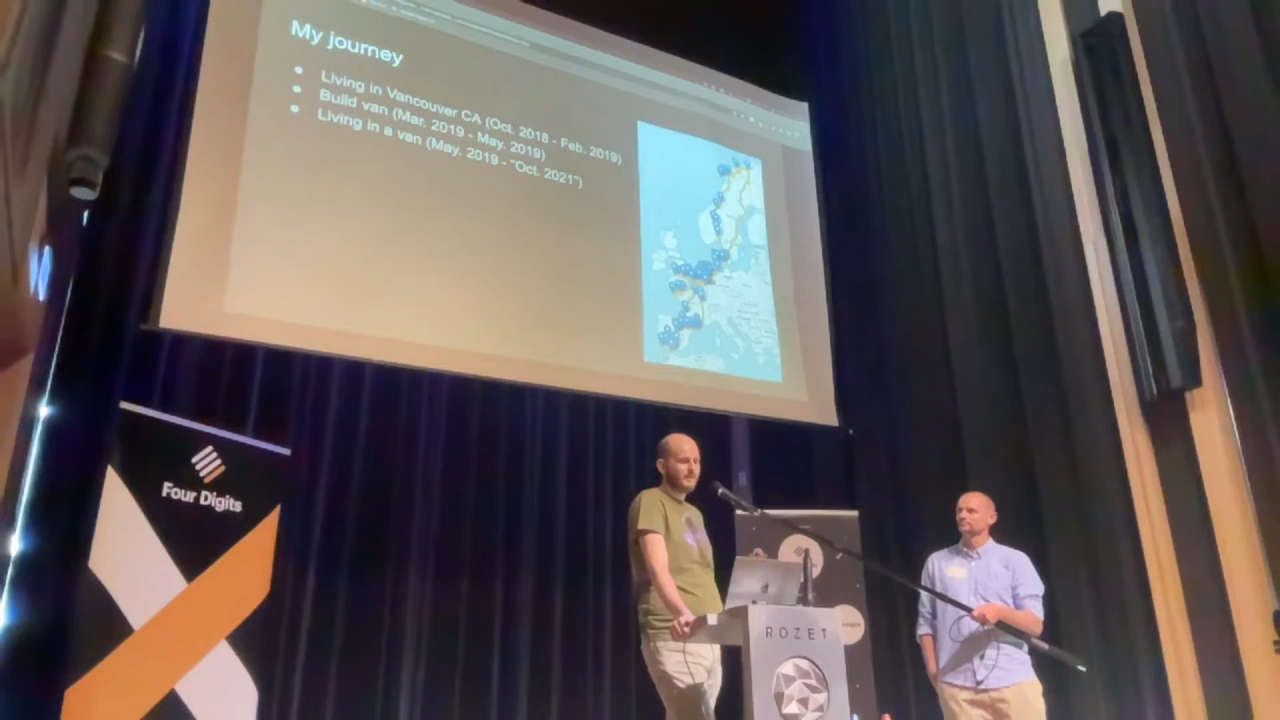 My journey
Living in Vancouver CA (Oct. 2018 - Feb. 2019)
Build van (Mar. 2019 - May. 2019)
Living in a van (May. 2019 - "Oct. 2021")
Four Digits
ROZET